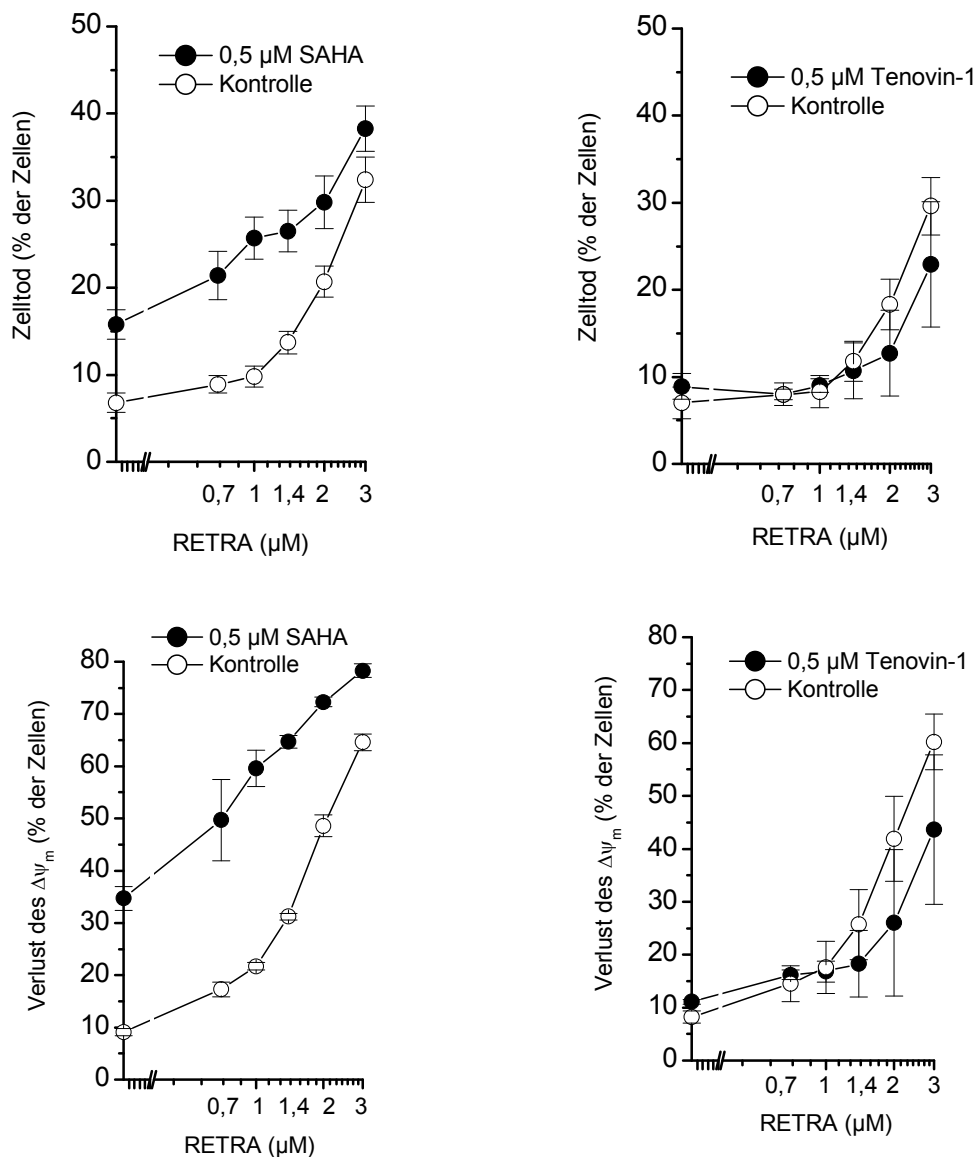 0,5 µM SAHA
Kontrolle
Zelltod (% der Zellen)
50
40
30
20
10
0
0,7 1 1,4 2 3
RETRA (µM)
0,5 µM Tenovin-1
Kontrolle
Zelltod (% der Zellen)
50
40
30
20
10
0
0,7 1 1,4 2 3
RETRA (µM)
0,5 µM SAHA
Kontrolle
Verlust des Δψm (% der Zellen)
80
70
60
50
40
30
20
10
0
0,7 1 1,4 2 3
RETRA (µM)
0,5 µM Tenovin-1
Kontrolle
Verlust des Δψm (% der Zellen)
80
70
60
50
40
30
20
10
0
0,7 1 1,4 2 3
RETRA (µM)